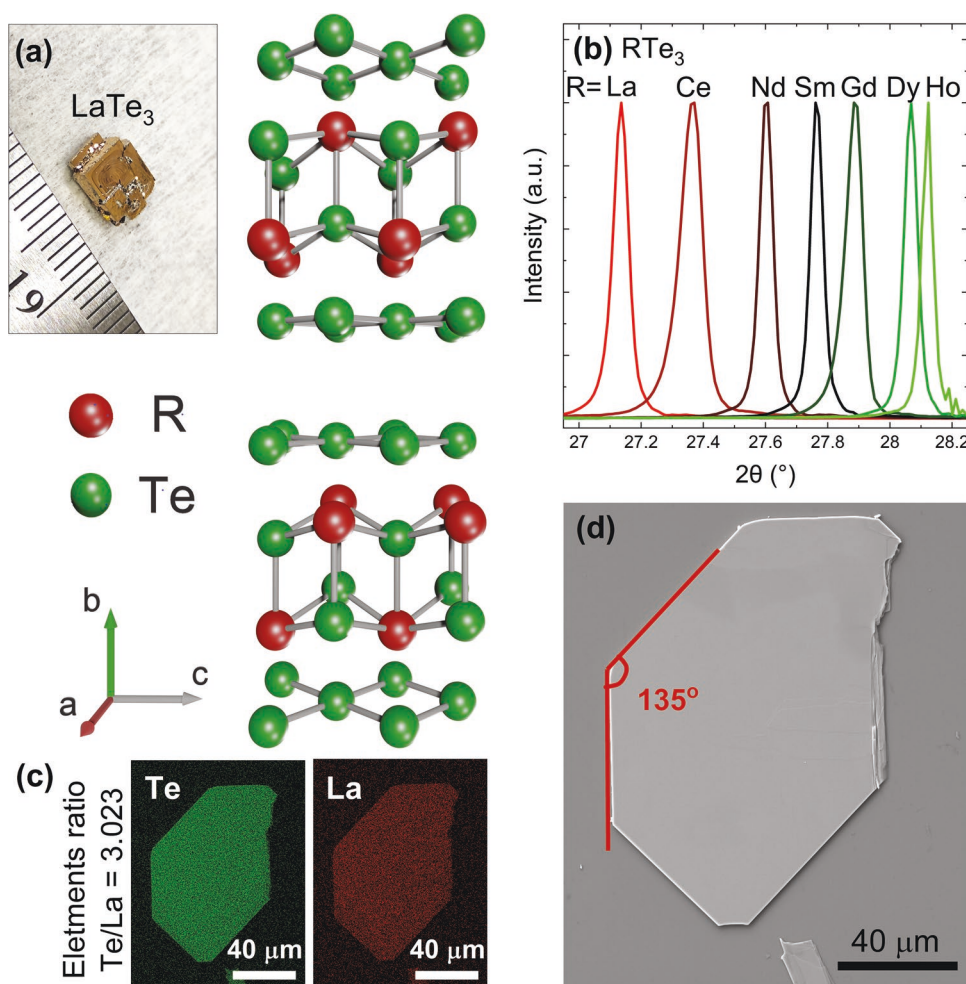 (a)
LaTe3
19
R
Te
b
c
a
(b) RTe3
R= La Ce Nd Sm Gd Dy Ho
Intensity (a.u.)
27 27.2 27.4 27.6 27.8 28 28.2
2θ (°)
(c)
Eletments ratio
Te/La = 3.023
Te
40 μm
La
40 μm
(d)
135°
40 μm